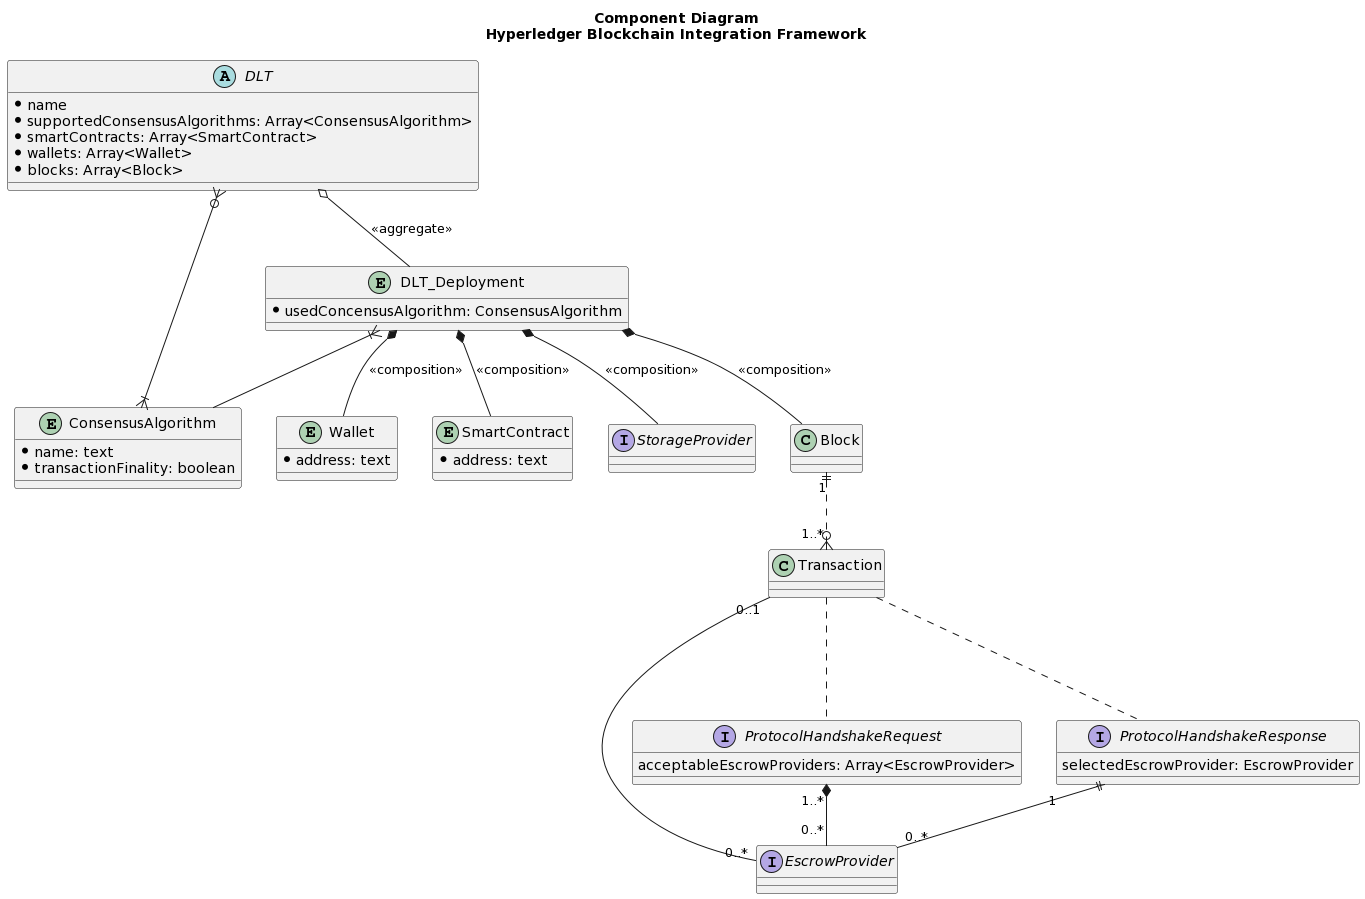 Component Diagram
Hyperledger Blockchain Integration Framework
A DLT
name
supportedConsensusAlgorithms: Array<ConsensusAlgorithm>
smartContracts: Array<SmartContract>
wallets: Array<Wallet>
blocks: Array<Block>
«aggregate»
E DLT_Deployment
usedConcensusAlgorithm: ConsensusAlgorithm
«composition» «composition» «composition» «composition»
E ConsensusAlgorithm
name: text
transactionFinality: boolean
E Wallet
address: text
E SmartContract
address: text
I StorageProvider
C Block
1
1..*
C Transaction
0..1
I ProtocolHandshakeRequest
acceptableEscrowProviders: Array<EscrowProvider>
I ProtocolHandshakeResponse
selectedEscrowProvider: EscrowProvider
1..*
1
0..*
0..*
0..*
I EscrowProvider